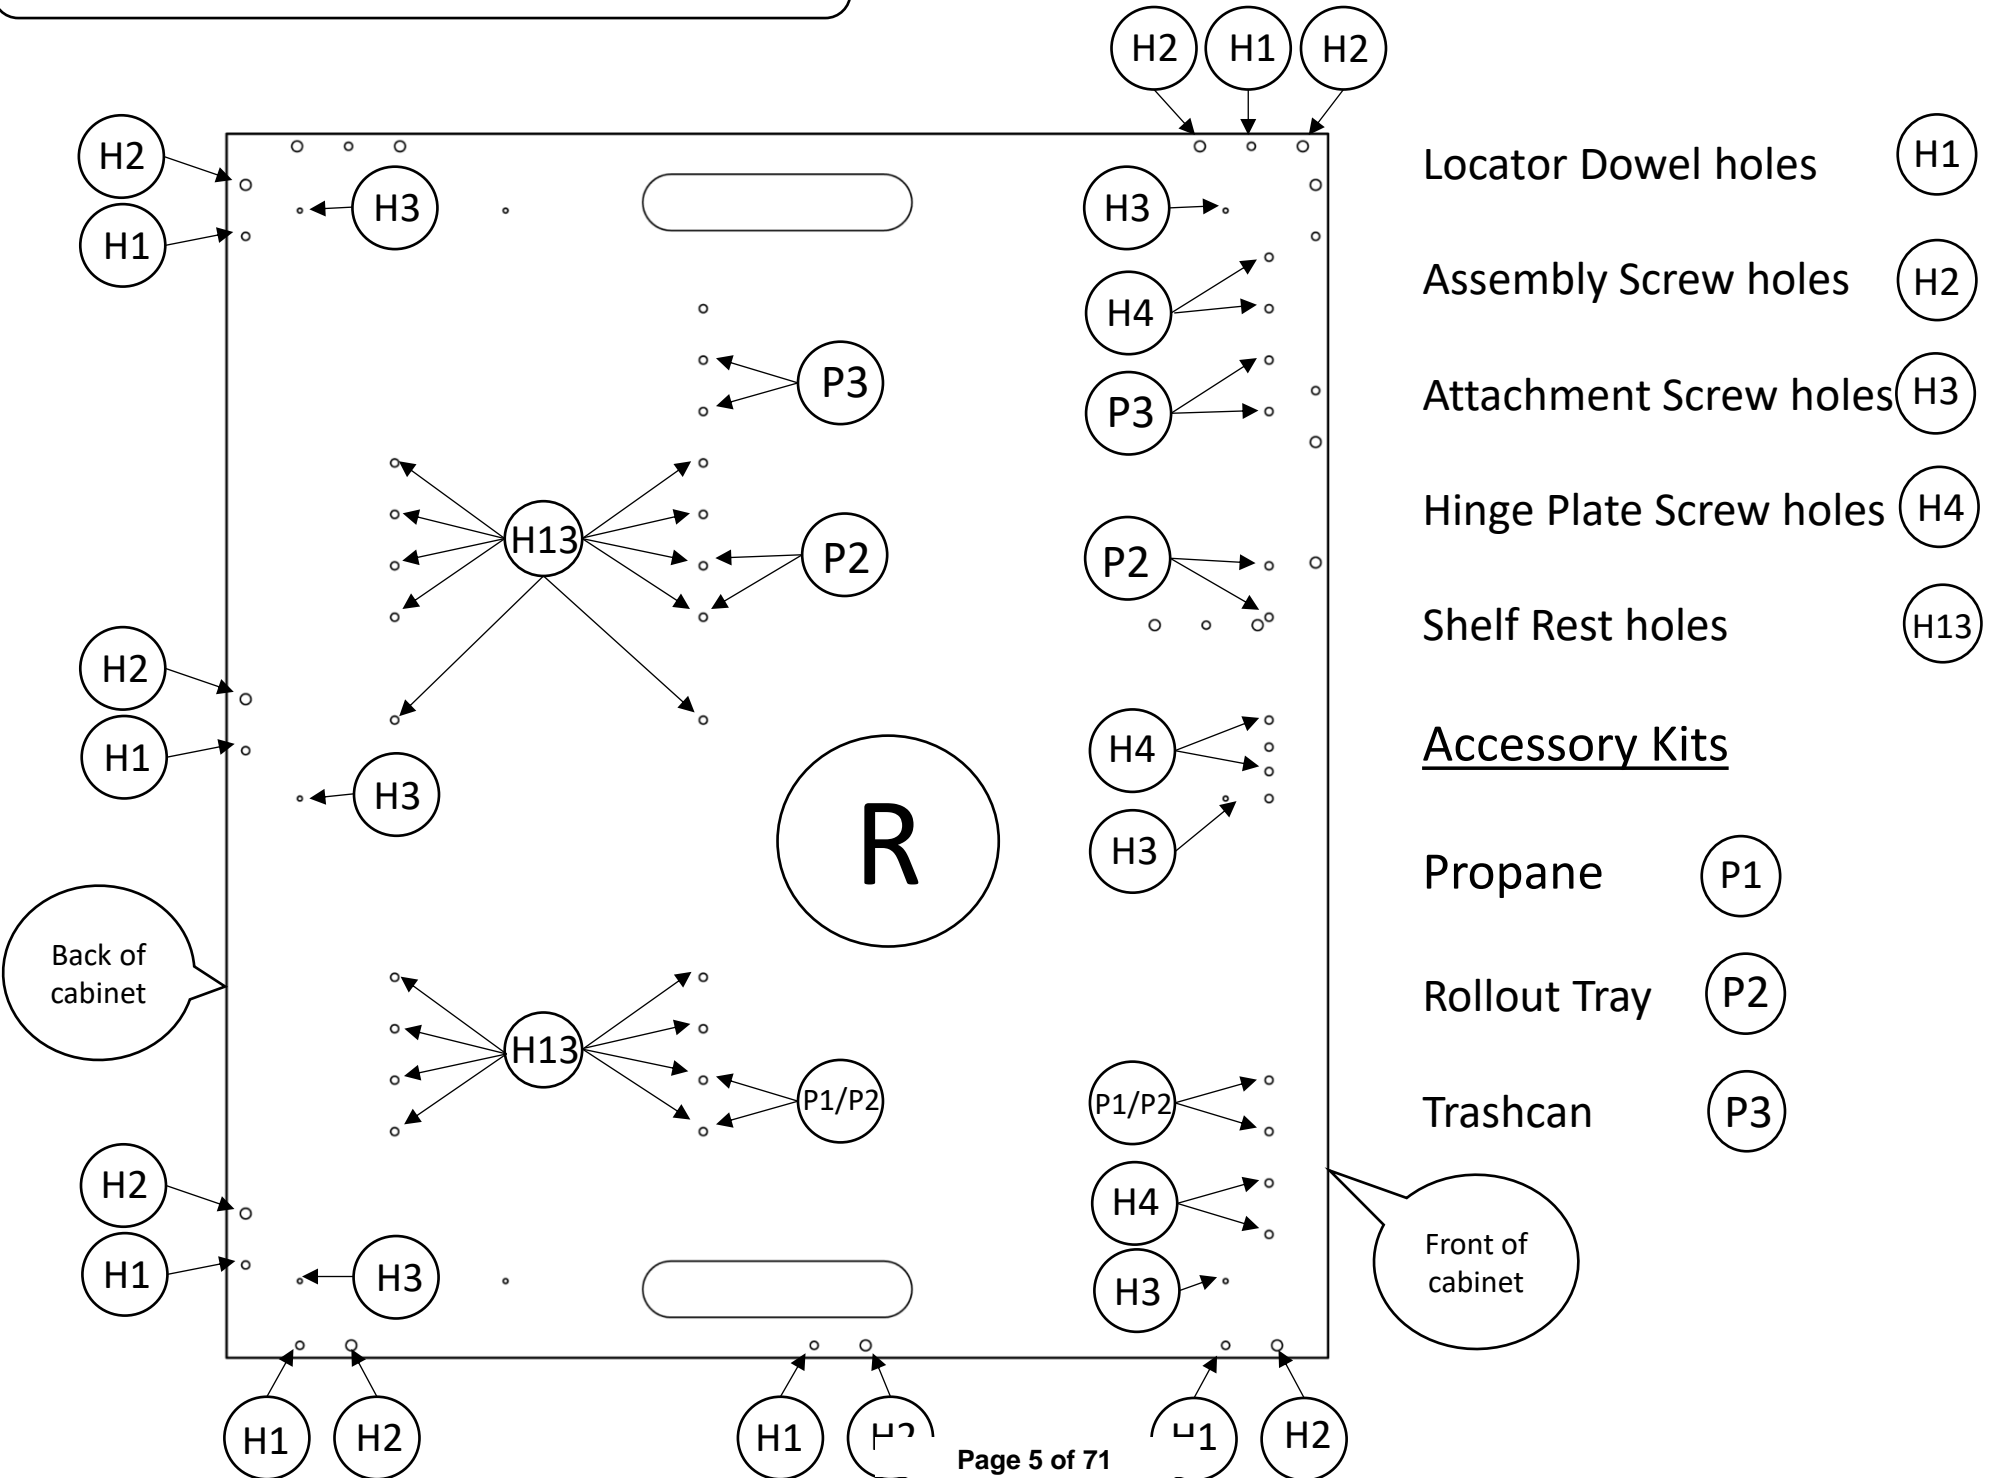 H2 H1 H2
H2
H1
H3
H3
H4
P3
P3
H13
P2
P2
H2
H1
H3
H4
H3
R
Back of
cabinet
H13
P1/P2
P1/P2
H2
H1
H3
H4
H3
Front of
cabinet
H1 H2 H1 H2 H1 H2
Locator Dowel holes H1
Assembly Screw holes H2
Attachment Screw holes H3
Hinge Plate Screw holes H4
Shelf Rest holes H13
Accessory Kits
Propane P1
Rollout Tray P2
Trashcan P3
Page 5 of 71